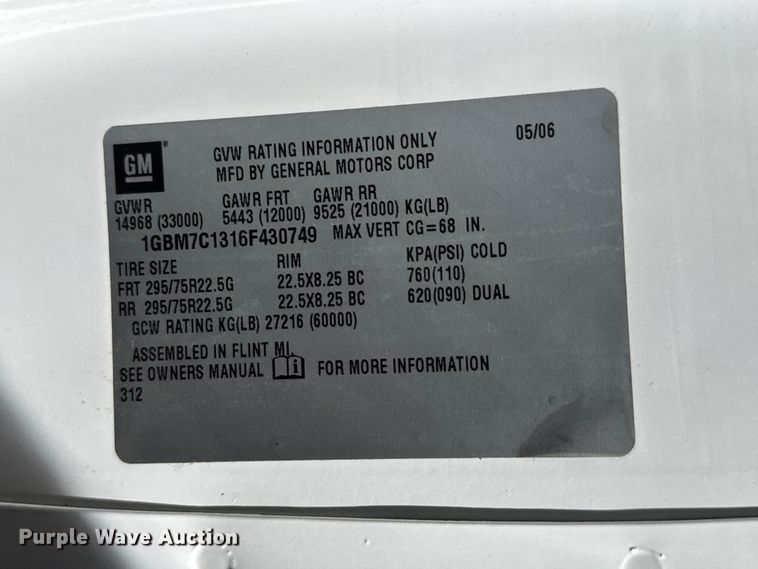 GM ®
GVW RATING INFORMATION ONLY 05/06
MFD BY GENERAL MOTORS CORP
GVWR GAWR FRT GAWR RR
14968 (33000) 5443 (12000) 9525 (21000) KG(LB)
1GBM7C1316F430749 MAX VERT CG=68 IN.
TIRE SIZE RIM KPA(PSI) COLD
FRT 295/75R22.5G 22.5X8.25 BC 760(110)
RR 295/75R22.5G 22.5X8.25 BC 620(090) DUAL
GCW RATING KG(LB) 27216 (60000)
ASSEMBLED IN FLINT MI.
SEE OWNERS MANUAL i FOR MORE INFORMATION
312
Purple Wave Auction